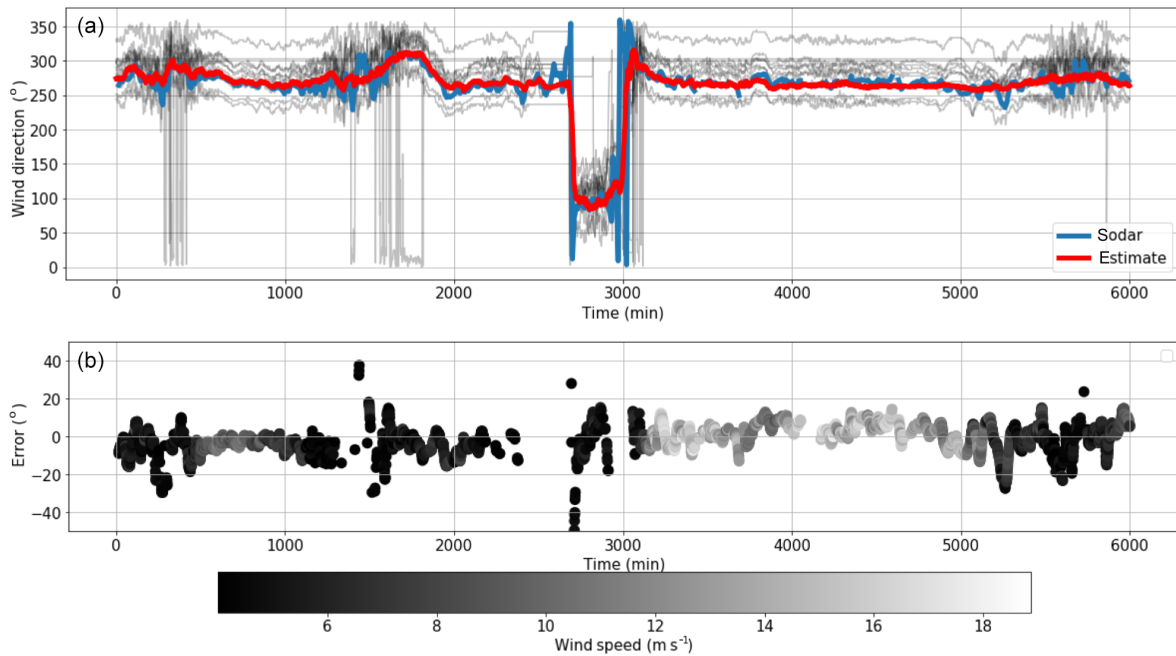 (a)
350
300
250
200
150
100
50
0
Wind direction (°)
Sodar
Estimate
0 1000 2000 3000 4000 5000 6000
Time (min)
(b)
40
20
0
−20
−40
Error (°)
0 1000 2000 3000 4000 5000 6000
Time (min)
6 8 10 12 14 16 18
Wind speed (m s⁻¹)